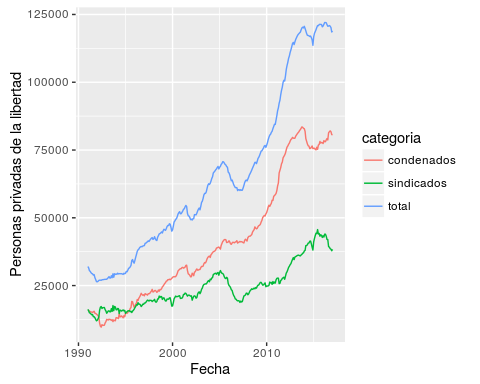 Personas privadas de la libertad
125000
100000
75000
50000
25000
1990
2000
2010
Fecha
categoria
condenados
sindicados
total